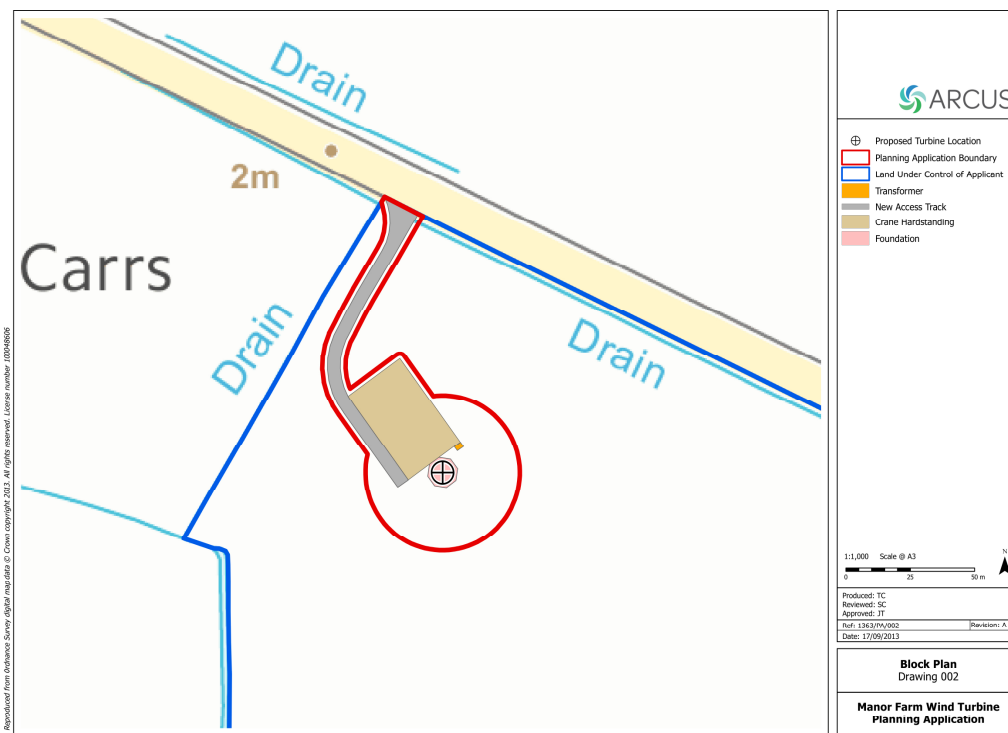 Drain
2m
Carrs
Drain
Drain
Reproduced from Ordnance Survey digital map data © Crown copyright 2013. All rights reserved. License number 100048606
ARCUS
Proposed Turbine Location
Planning Application Boundary
Land Under Control of Applicant
Transformer
New Access Track
Crane Hardstanding
Foundation
1:1,000 Scale @ A3
N
0 25 50 m
Produced: TC
Reviewed: SC
Approved: JT
Ref: 1363/PA/002 Revision: A
Date: 17/09/2013
Block Plan
Drawing 002
Manor Farm Wind Turbine
Planning Application